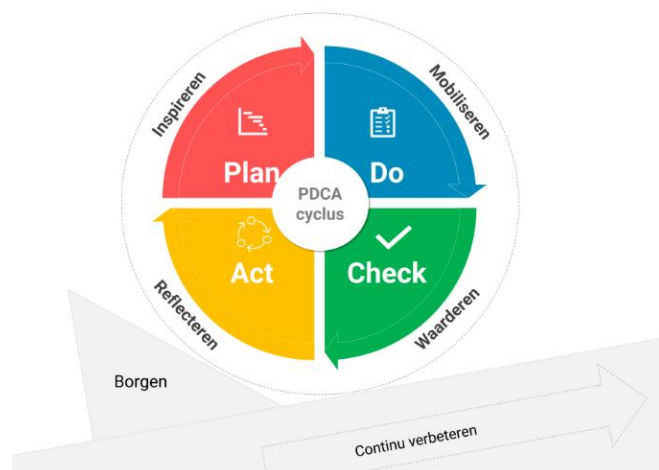 Inspireren
Mobiliseren
Plan
Do
PDCA
cyclus
Act
Check
Reflecteren
Waarderen
Borgen
Continu verbeteren